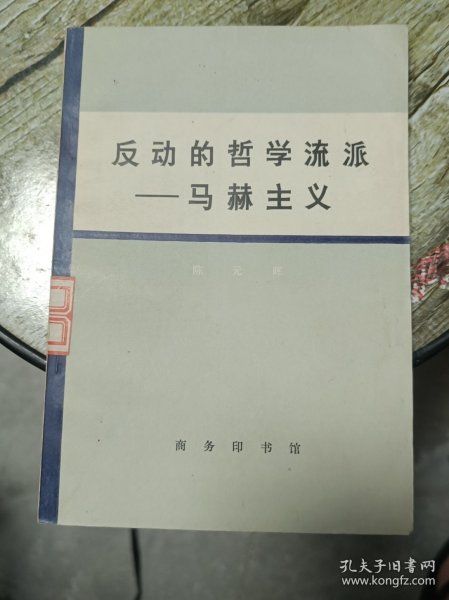 反动的哲学流派
——马赫主义
陈元晖
商务印书馆
孔夫子旧书网
www.kongfz.com